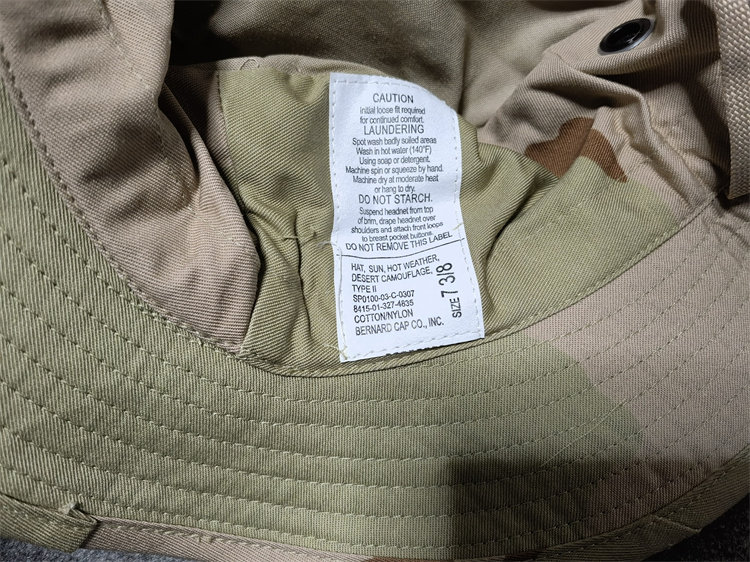 CAUTION
Initial loose fit required
for continued comfort.
LAUNDERING
Spot wash badly soiled areas
Wash in hot water (140°F)
Using soap or detergent.
Machine spin or squeeze by hand.
Machine dry at moderate heat
or hang to dry.
DO NOT STARCH.
Suspend headnet from top
of brim, drape headnet over
shoulders and attach front loops
to breast pocket buttons.
DO NOT REMOVE THIS LABEL
HAT, SUN, HOT WEATHER,
DESERT CAMOUFLAGE,
TYPE II
SP0100-03-C-0307
8415-01-327-4835
COTTON/NYLON
BERNARD CAP CO., INC.
SIZE 7 3/8